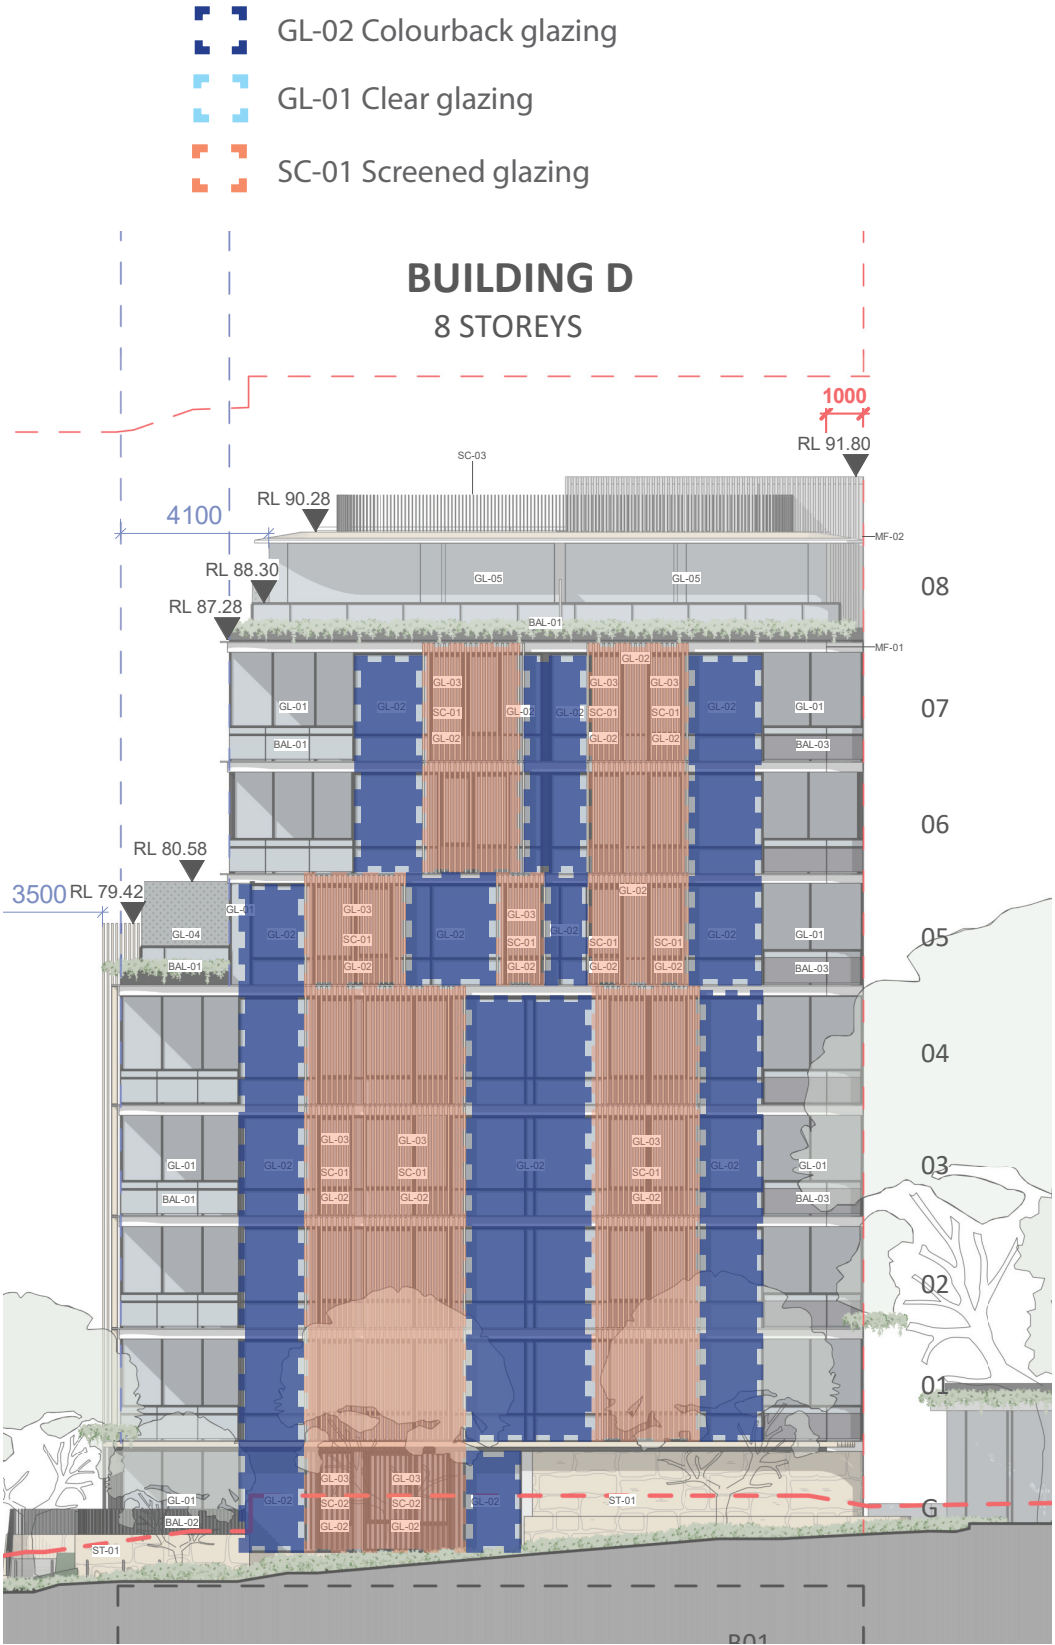 GL-02 Colourback glazing
GL-01 Clear glazing
SC-01 Screened glazing
BUILDING D
8 STOREYS
1000
RL 91.80
SC-03
RL 90.28
4100
MF-02
RL 88.30
GL-05 GL-05
08
RL 87.28
BAL-01
MF-01
GL-02
GL-03 GL-03 GL-03
GL-01 GL-02 SC-01 GL-02 GL-02 SC-01 SC-01 GL-02 GL-01
07
BAL-01 GL-02 GL-02 GL-02 BAL-03
06
RL 80.58
3500 RL 79.42
GL-02
GL-01 GL-03 GL-03
GL-04 GL-02 SC-01 GL-02 SC-01 GL-02 SC-01 SC-01 GL-02 GL-01
05
BAL-01 GL-02 GL-02 GL-02 GL-02 BAL-03
04
GL-03 GL-03 GL-03
GL-01 GL-02 SC-01 SC-01 GL-02 SC-01 GL-02 GL-01
03
BAL-01 GL-02 GL-02 GL-02 BAL-03
02
01
GL-03 GL-03
GL-01 GL-02 SC-02 SC-02 GL-02 ST-01
G
BAL-02 GL-02 GL-02
ST-01
B01